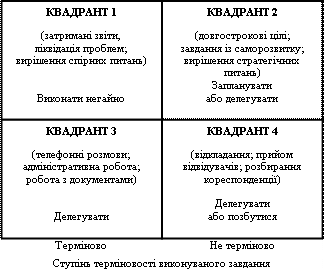 КВАДРАНТ 1
(затримані звіти,
ліквідація проблем;
вирішення спірних питань)
Виконати негайно
КВАДРАНТ 2
(довгострокові цілі;
завдання із саморозвитку;
вирішення стратегічних
питань)
Запланувати
або делегувати
КВАДРАНТ 3
(телефонні розмови;
адміністративна робота;
робота з документами)
Делегувати
КВАДРАНТ 4
(відкладання; прийом
відвідувачів; розбирання
кореспонденції)
Делегувати
або позбутися
Терміново
Не терміново
Ступінь терміновості виконуваного завдання